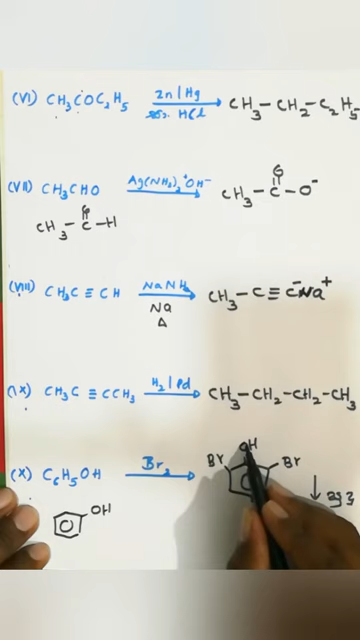 (VI) CH₃COC₂H₅ Zn|Hg HCl → CH₃-CH₂-C₂H₅
(VII) CH₃CHO Ag(NH₃)₂⁺OH⁻ → CH₃-C-O⁻
CH₃-C-H
(VIII) CH₃C≡CH NaNH₂ → CH₃-C≡C⁻Na⁺
Na
Δ
(IX) CH₃C≡CCH₃ H₂|Pd → CH₃-CH₂-CH₂-CH₃
(X) C₆H₅OH Br₂ → Br OH Br
OH